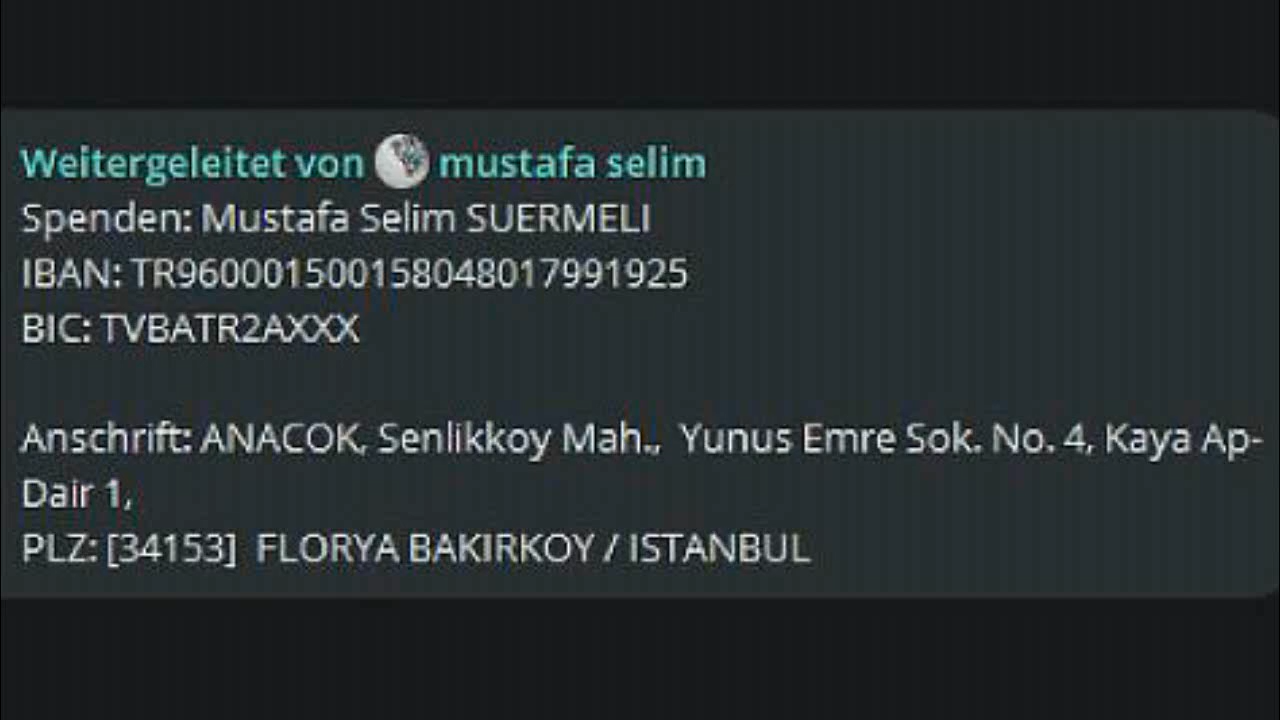 Weitergeleitet von mustafa selim
Spenden: Mustafa Selim SUERMELI
IBAN: TR960001500158048017991925
BIC: TVBATR2AXXX
Anschrift: ANACOK, Senlikkoy Mah., Yunus Emre Sok. No. 4, Kaya Ap-
Dair 1,
PLZ: [34153] FLORYA BAKIRKOY / ISTANBUL